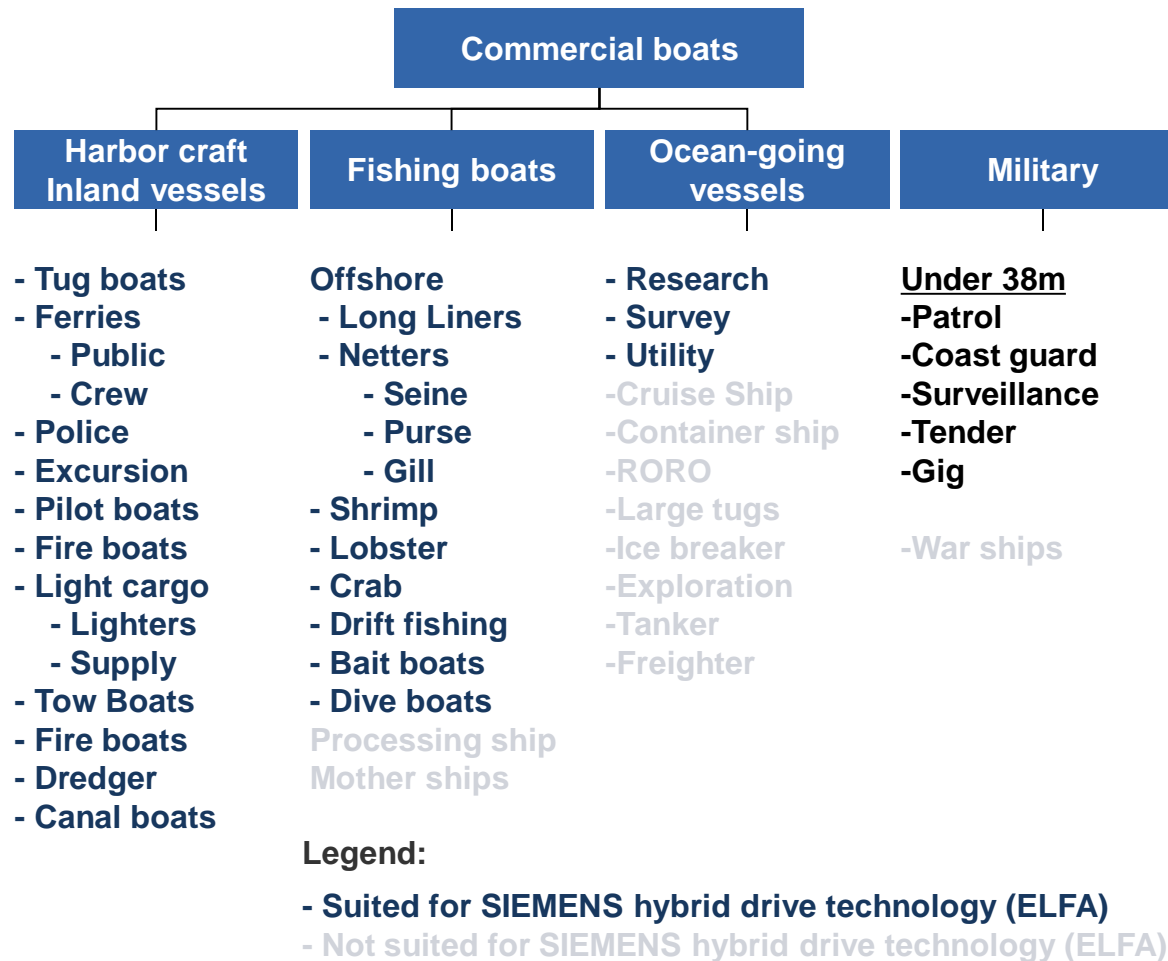 Commercial boats
Harbor craft
Inland vessels
Fishing boats
Ocean-going
vessels
Military
- Tug boats
- Ferries
- Public
- Crew
- Police
- Excursion
- Pilot boats
- Fire boats
- Light cargo
- Lighters
- Supply
- Tow Boats
- Fire boats
- Dredger
- Canal boats
Offshore
- Long Liners
- Netters
- Seine
- Purse
- Gill
- Shrimp
- Lobster
- Crab
- Drift fishing
- Bait boats
- Dive boats
Processing ship
Mother ships
- Research
- Survey
- Utility
-Cruise Ship
-Container ship
-RORO
-Large tugs
-Ice breaker
-Exploration
-Tanker
-Freighter
Under 38m
-Patrol
-Coast guard
-Surveillance
-Tender
-Gig
-War ships
Legend:
- Suited for SIEMENS hybrid drive technology (ELFA)
- Not suited for SIEMENS hybrid drive technology (ELFA)